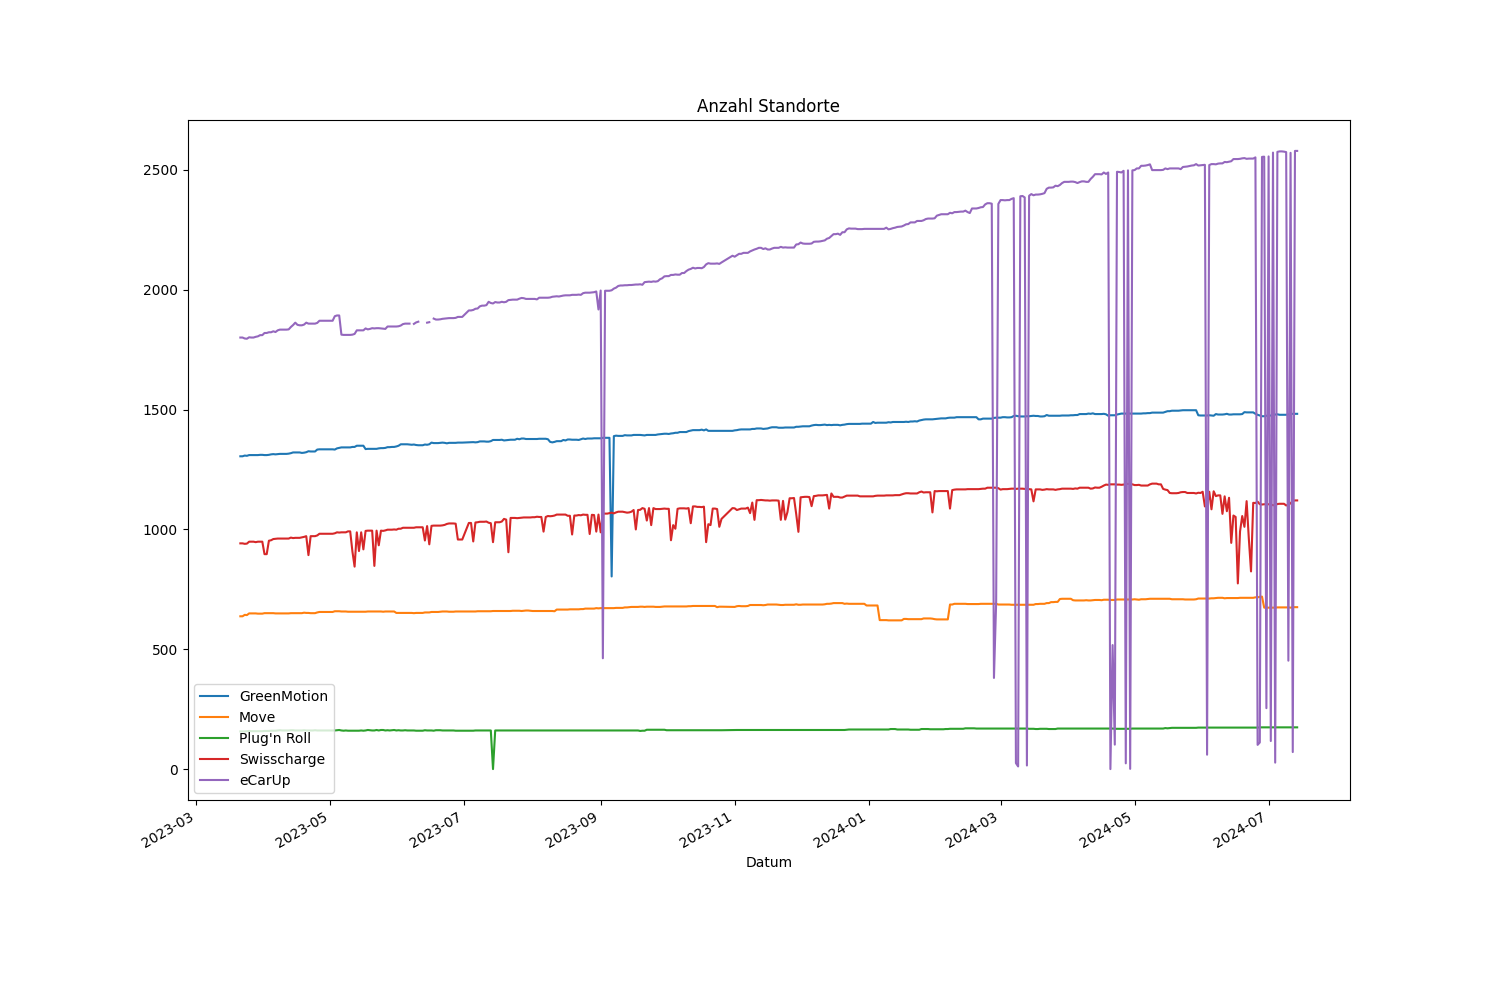 Anzahl Standorte
2500
2000
1500
1000
500
0
GreenMotion
Move
Plug'n Roll
Swisscharge
eCarUp
2023-03
2023-05
2023-07
2023-09
2023-11
2024-01
2024-03
2024-05
2024-07
Datum